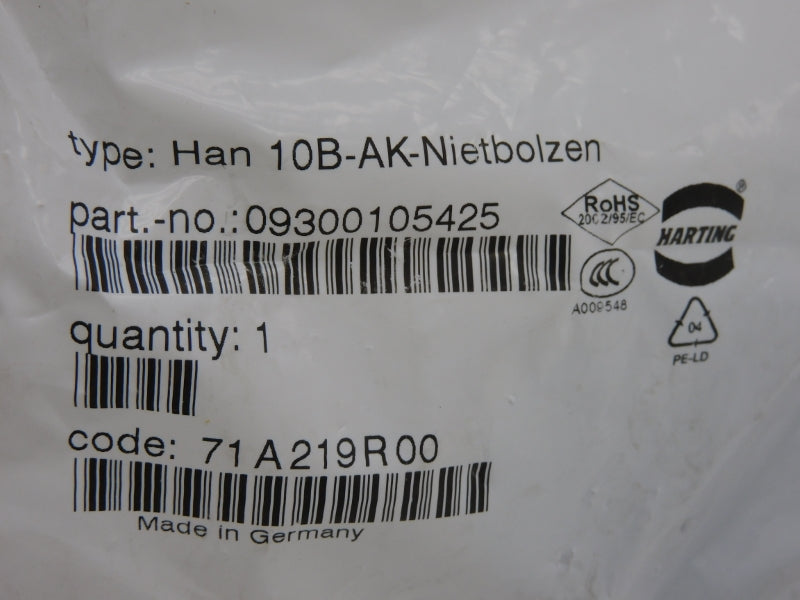 type: Han 10B-AK-Nietbolzen
part.-no.:09300105425
RoHS
2002/95/EC
HARTING®
A009548
04
PE-LD
quantity: 1
code: 71A219R00
Made in Germany